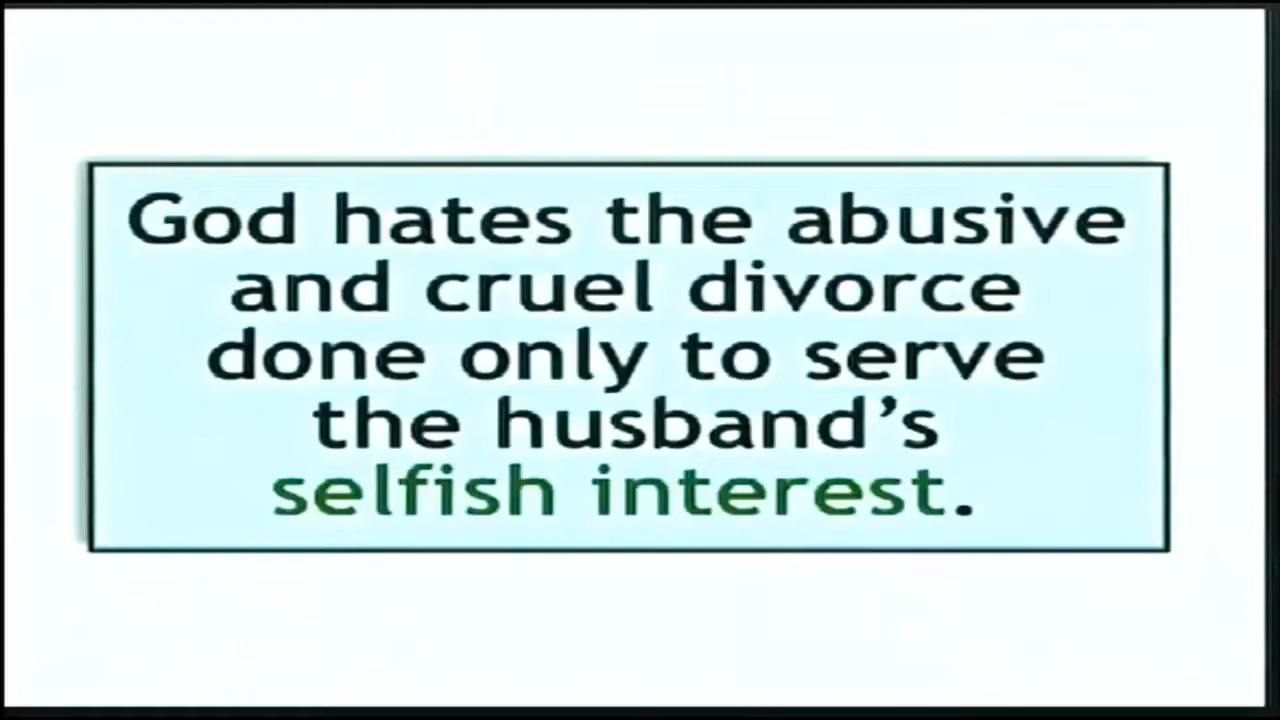 God hates the abusive
and cruel divorce
done only to serve
the husband’s
selfish interest.